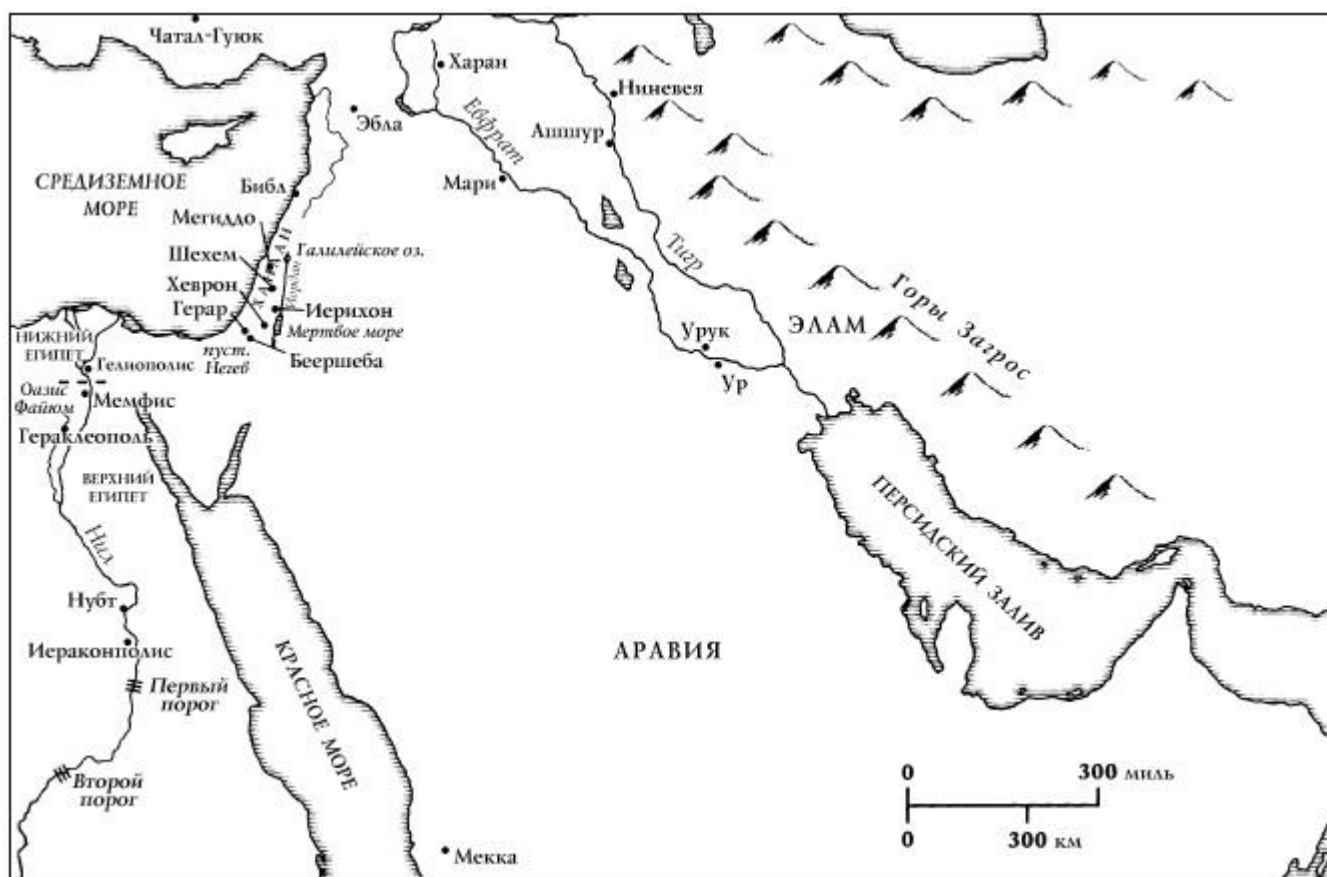 Чатал-Гуюк
Харан
Ниневея
Эбла
Евфрат
Ашшур
СРЕДИЗЕМНОЕ
МОРЕ
Библ
Мари
Мегиддо
ХАНААН
Галилейское оз.
Шехем
Иордан
Тигр
Хеврон
Герар
Иерихон
Мертвое море
Урук
ЭЛАМ
Горы Загрос
НИЖНИЙ
ЕГИПЕТ
пуст.
Негев
Беершеба
Гелиополис
Ур
Оазис
Файюм
Мемфис
Гераклеополь
ВЕРХНИЙ
ЕГИПЕТ
Нил
ПЕРСИДСКИЙ ЗАЛИВ
Нубт
Иераконполис
АРАВИЯ
КРАСНОЕ МОРЕ
Первый
порог
Второй
порог
0 300 миль
0 300 км
Мекка